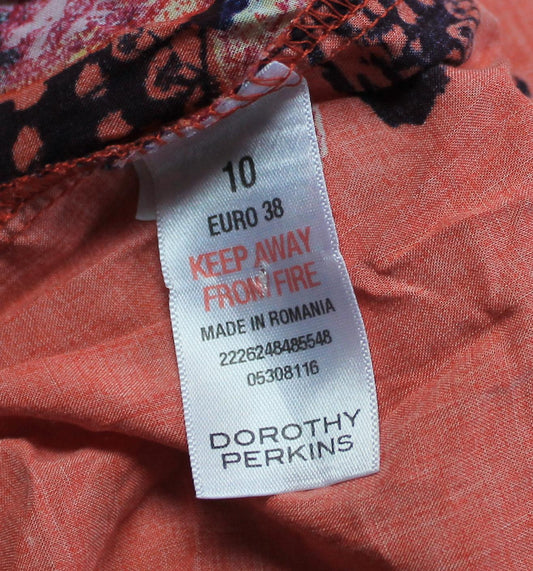 10
EURO 38
KEEP AWAY
FROM FIRE
MADE IN ROMANIA
2226248485548
05308116
DOROTHY
PERKINS